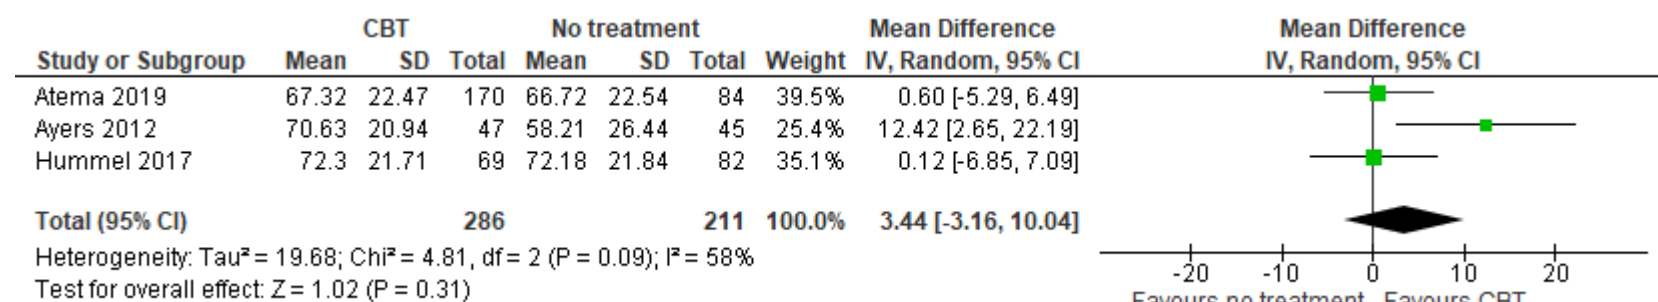 CBT No treatment Mean Difference Mean Difference
Study or Subgroup Mean SD Total Mean SD Total Weight IV, Random, 95% CI IV, Random, 95% CI
Atema 2019 67.32 22.47 170 66.72 22.54 84 39.5% 0.60 [-5.29, 6.49]
Ayers 2012 70.63 20.94 47 58.21 26.44 45 25.4% 12.42 [2.65, 22.19]
Hummel 2017 72.3 21.71 69 72.18 21.84 82 35.1% 0.12 [-6.85, 7.09]
Total (95% CI) 286 211 100.0% 3.44 [-3.16, 10.04]
Heterogeneity: Tau² = 19.68; Chi² = 4.81, df = 2 (P = 0.09); I² = 58%
Test for overall effect: Z = 1.02 (P = 0.31)
-20 -10 0 10 20
Favours no treatment Favours CBT